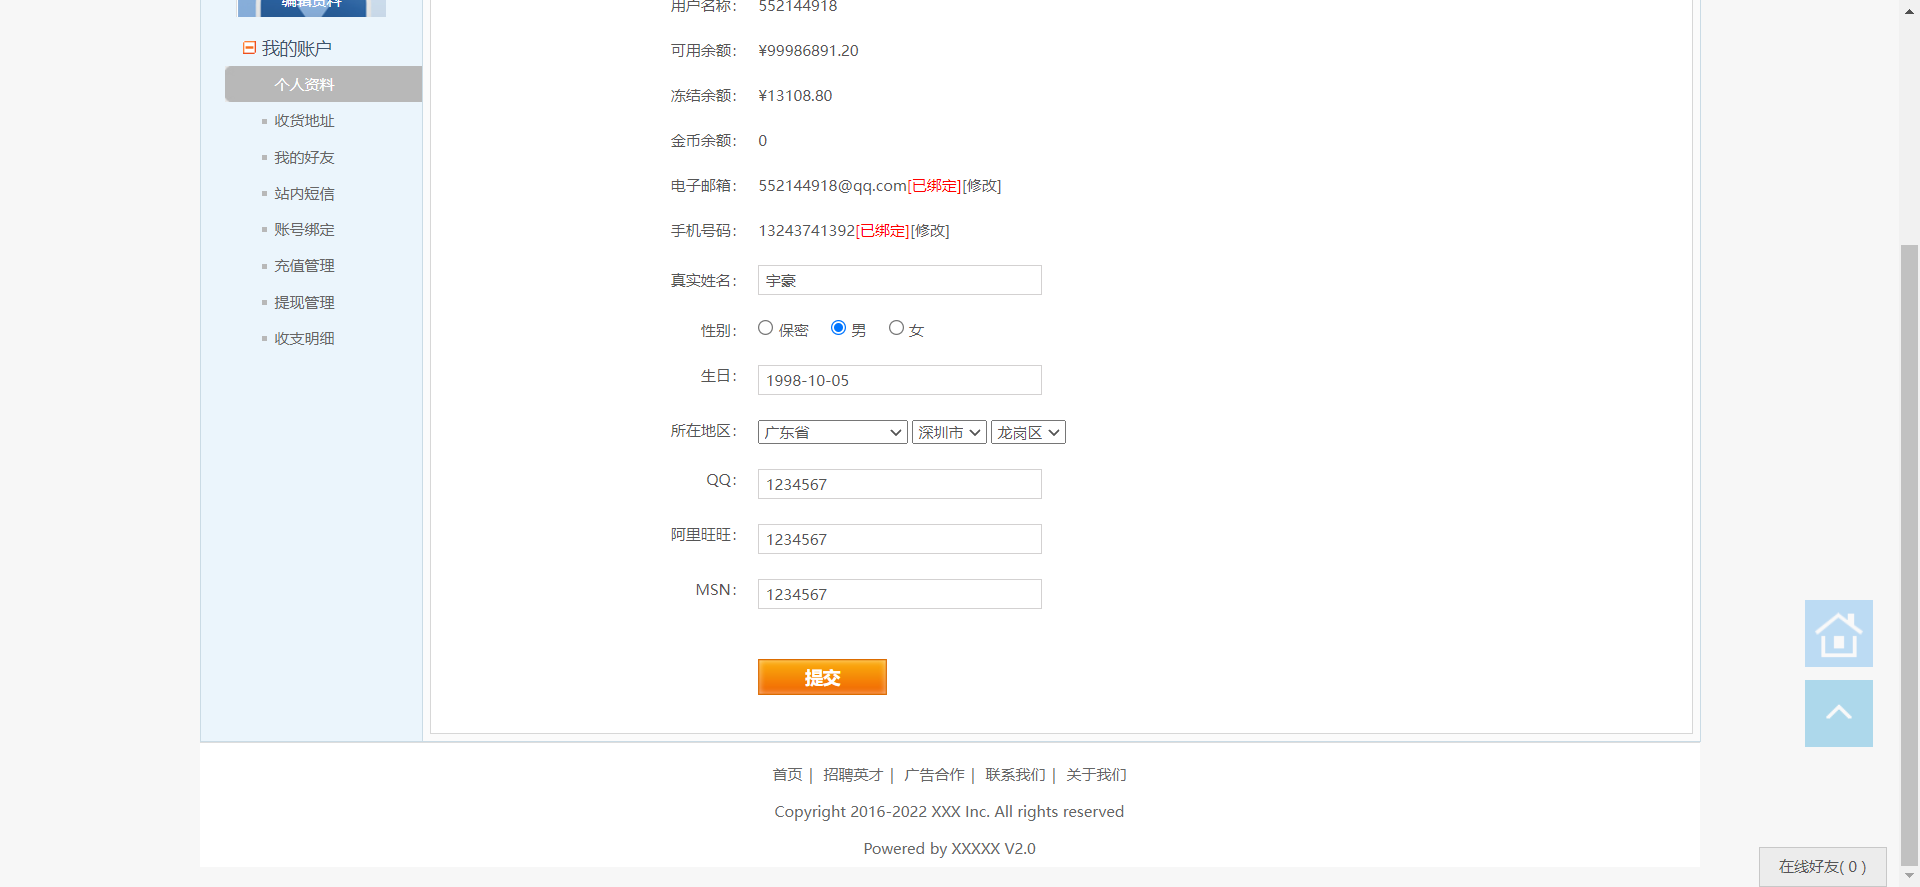 编辑资料
我的账户
个人资料
收货地址
我的好友
站内短信
账号绑定
充值管理
提现管理
收支明细
用户名称： 552144918
可用余额： ¥99986891.20
冻结余额： ¥13108.80
金币余额： 0
电子邮箱： 552144918@qq.com[已绑定][修改]
手机号码： 13243741392[已绑定][修改]
真实姓名： 宇豪
性别： 保密 男 女
生日： 1998-10-05
所在地区： 广东省 深圳市 龙岗区
QQ： 1234567
阿里旺旺： 1234567
MSN： 1234567
提交
首页 | 招聘英才 | 广告合作 | 联系我们 | 关于我们
Copyright 2016-2022 XXX Inc. All rights reserved
Powered by XXXXX V2.0
在线好友( 0 )